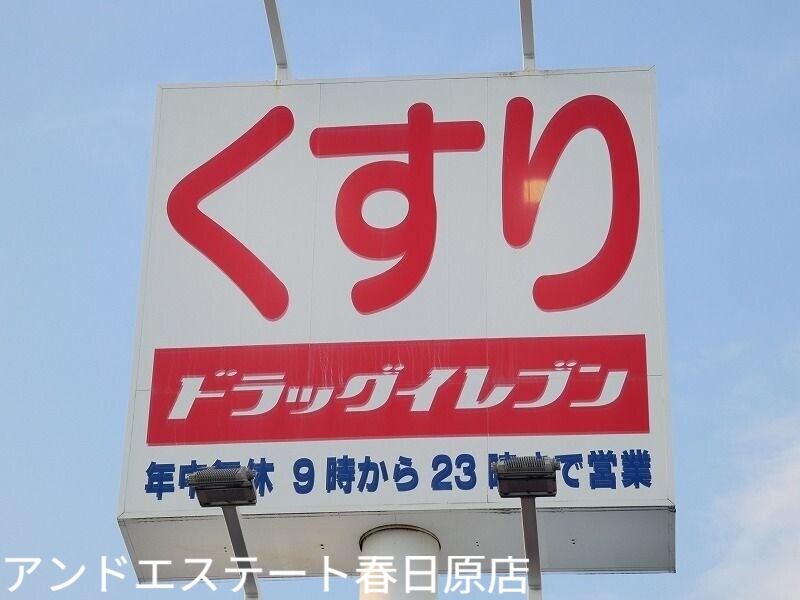 くすり
ドラッグイレブン
年中無休 9時から23時まで営業
アンドエステート春日原店